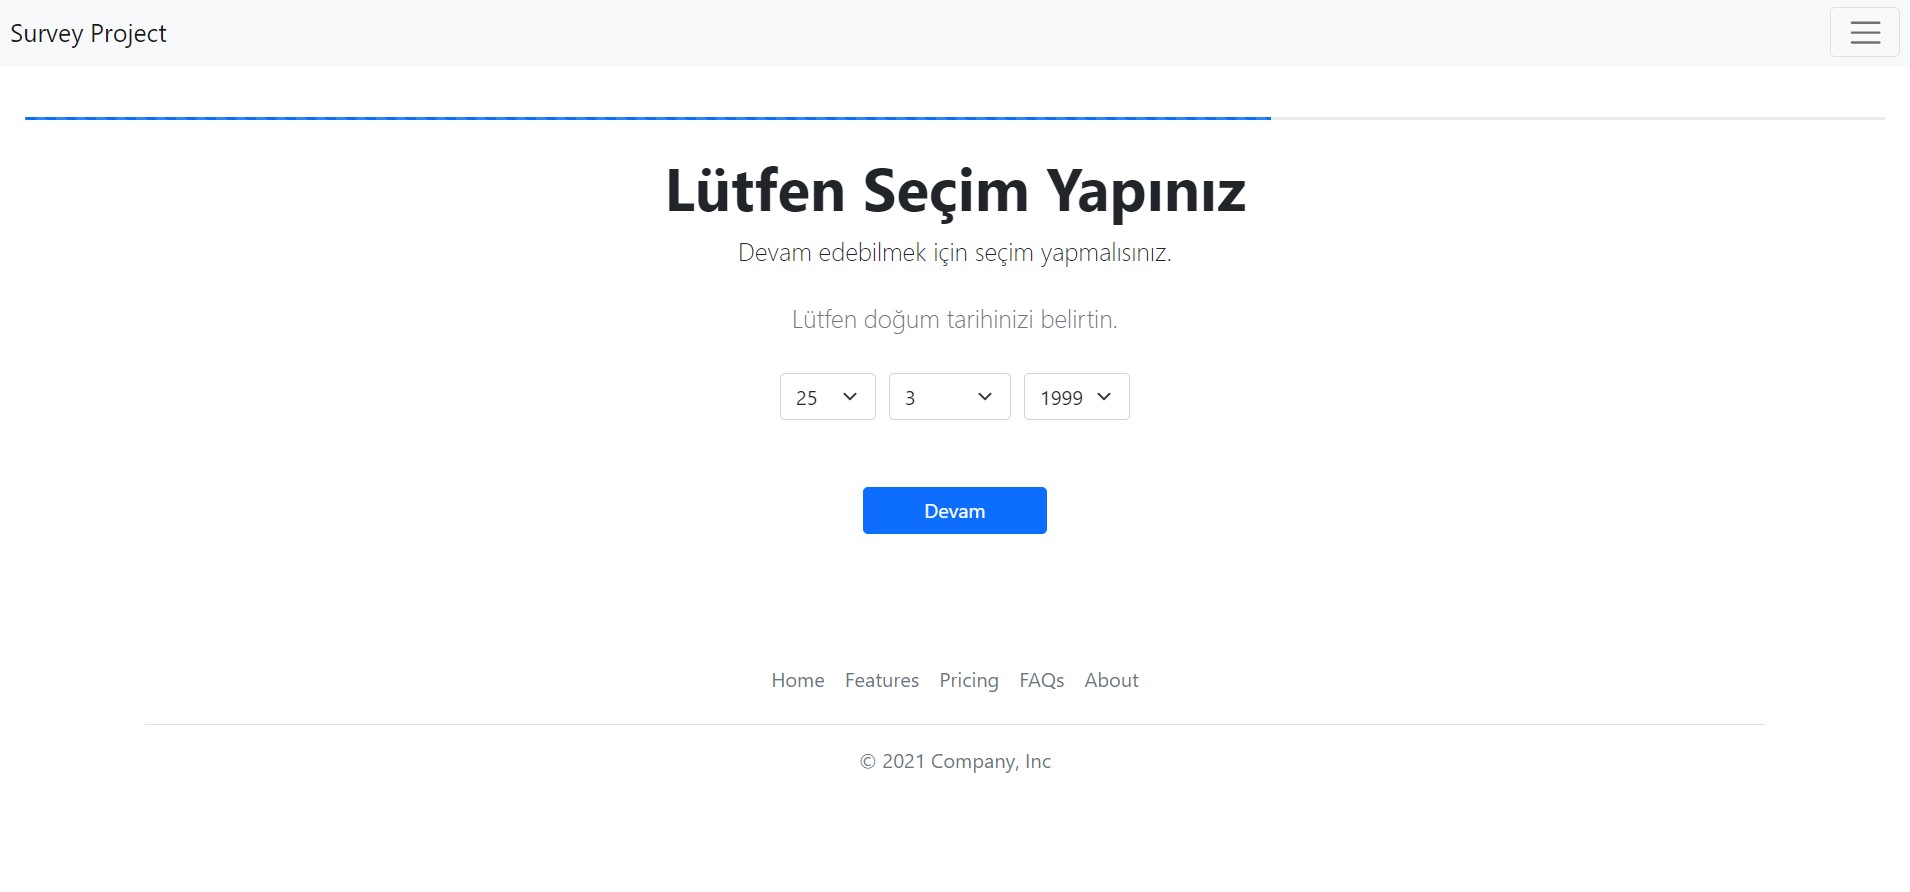 Survey Project
Lütfen Seçim Yapınız
Devam edebilmek için seçim yapmalısınız.
Lütfen doğum tarihinizi belirtin.
25 3 1999
Devam
Home Features Pricing FAQs About
© 2021 Company, Inc